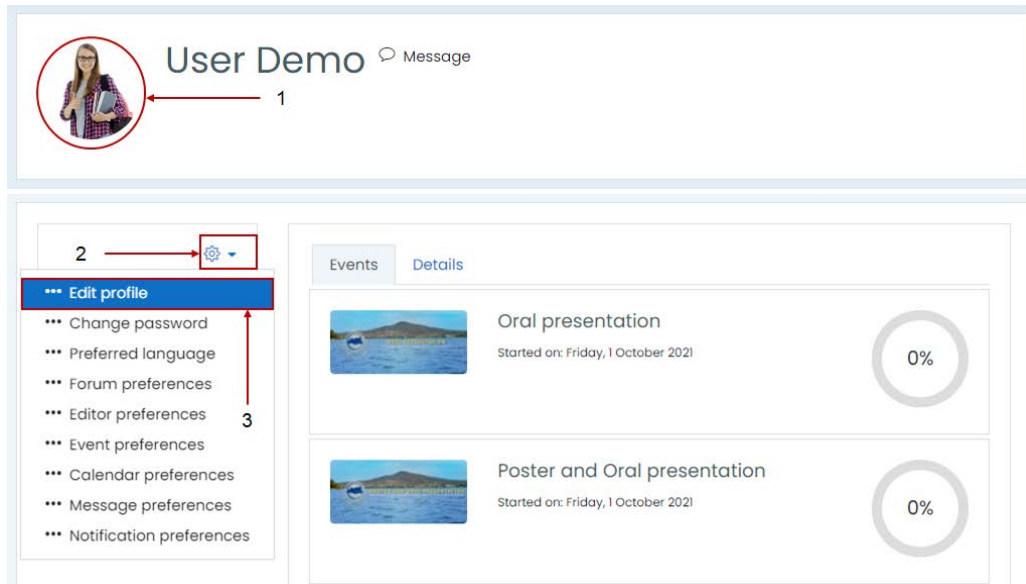 User Demo Message
1
2
Edit profile
Change password
Preferred language
Forum preferences
Editor preferences
3
Event preferences
Calendar preferences
Message preferences
Notification preferences
Events Details
Oral presentation
Started on: Friday, 1 October 2021
0%
Poster and Oral presentation
Started on: Friday, 1 October 2021
0%